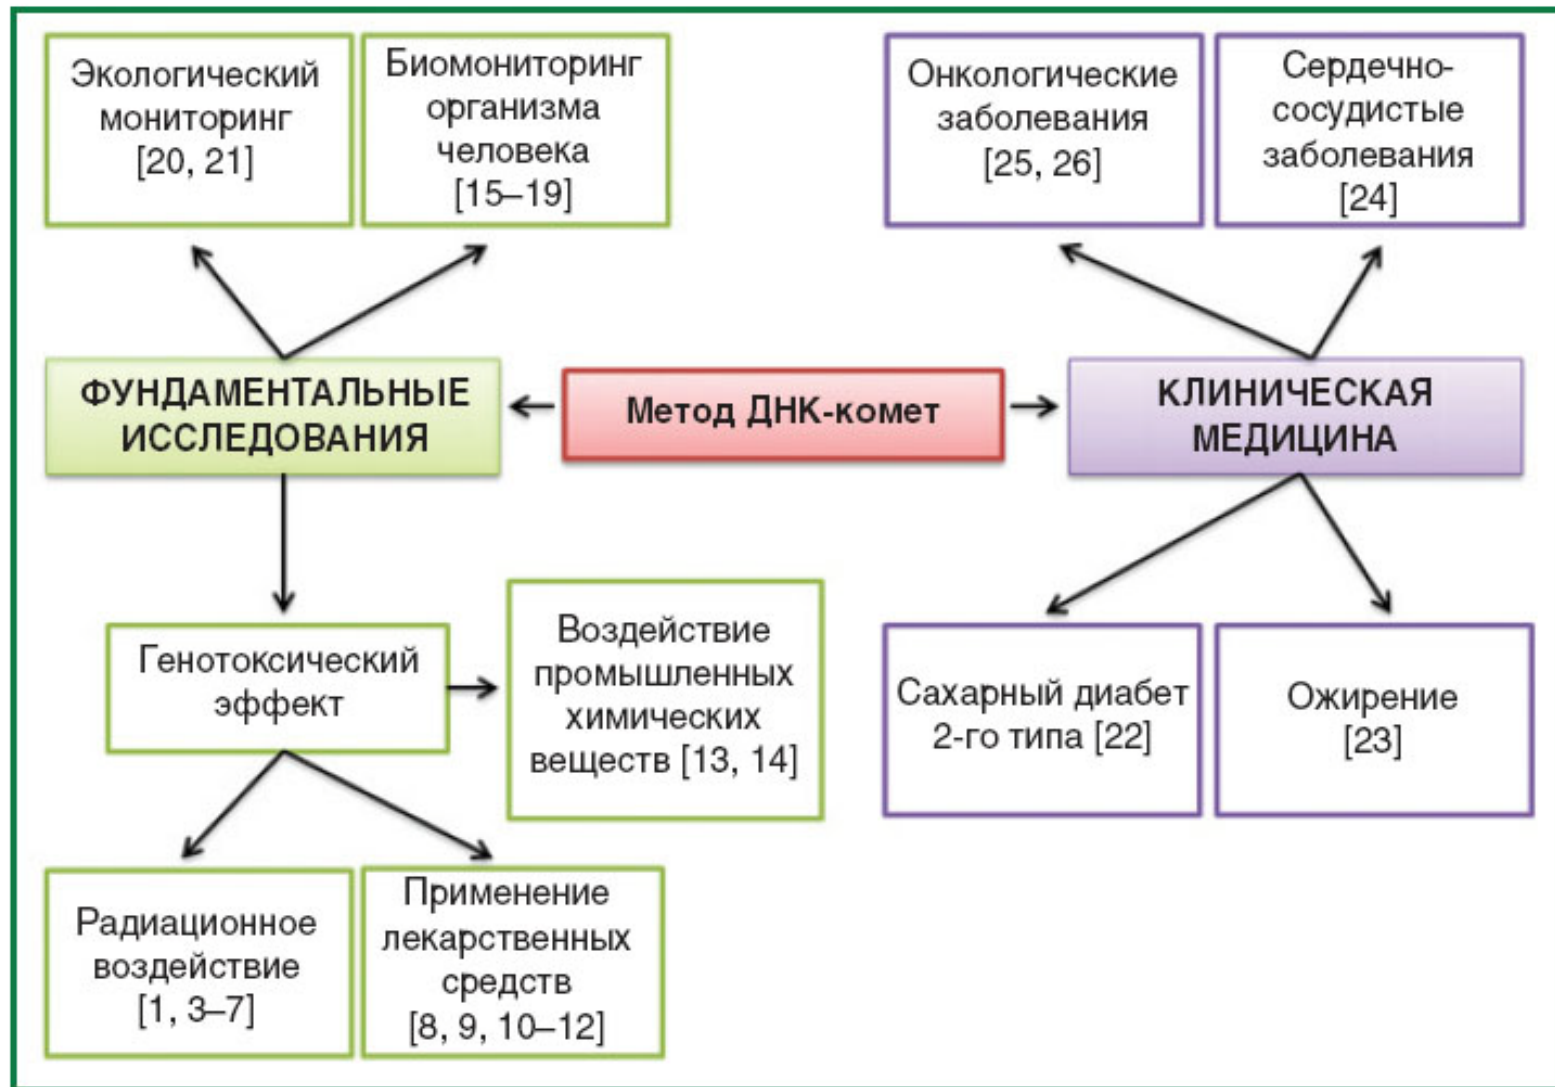 Экологический
мониторинг
[20, 21]
Биомониторинг
организма
человека
[15–19]
Онкологические
заболевания
[25, 26]
Сердечно-
сосудистые
заболевания
[24]
ФУНДАМЕНТАЛЬНЫЕ
ИССЛЕДОВАНИЯ
Метод ДНК-комет
КЛИНИЧЕСКАЯ
МЕДИЦИНА
Генотоксический
эффект
Воздействие
промышленных
химических
веществ [13, 14]
Сахарный диабет
2-го типа [22]
Ожирение
[23]
Радиационное
воздействие
[1, 3–7]
Применение
лекарственных
средств
[8, 9, 10–12]